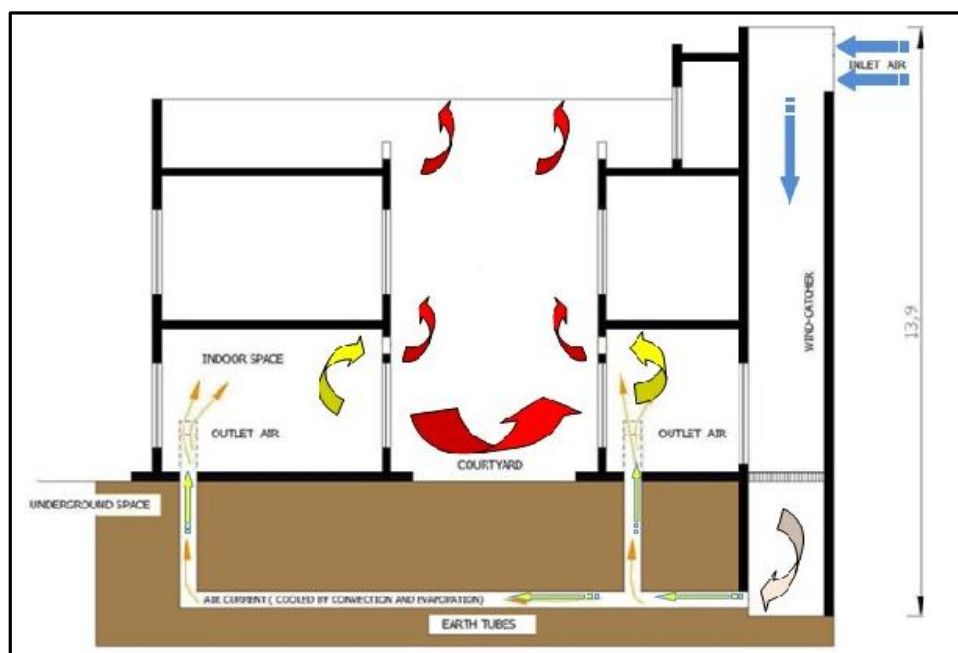 INLET AIR
WIND-CATCHER
13,9
INDOOR SPACE
OUTLET AIR
OUTLET AIR
COURTYARD
UNDERGROUND SPACE
AIR CURRENT ( COOLED BY CONVECTION AND EVAPORATION)
EARTH TUBES